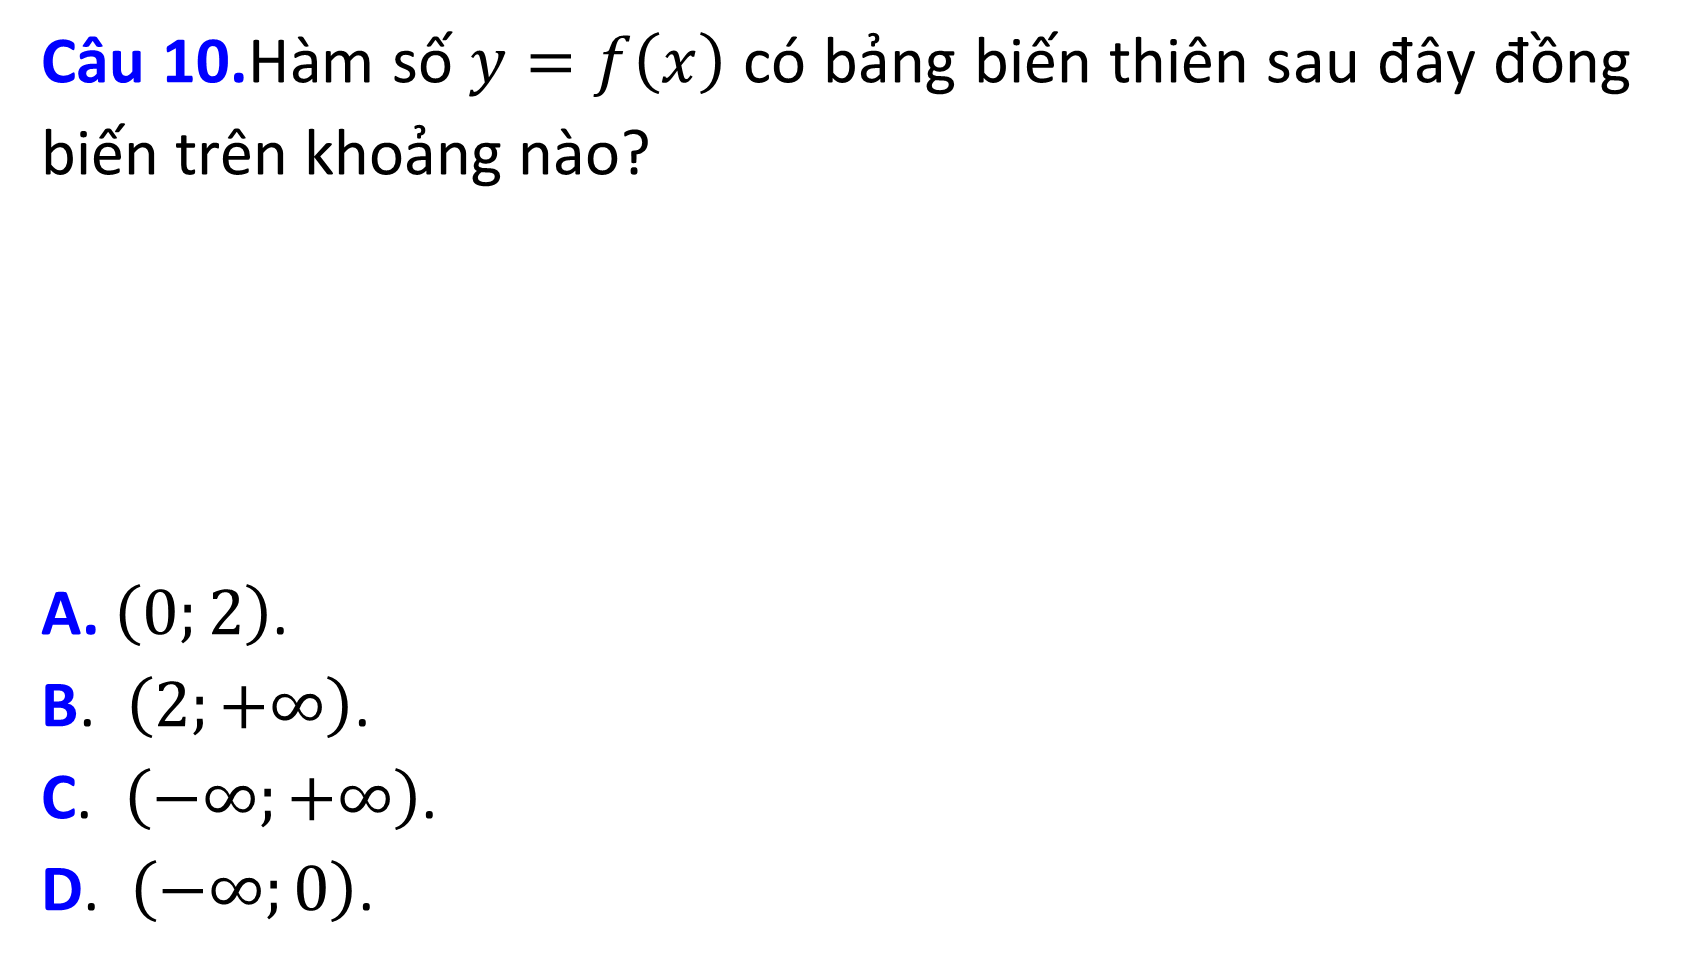 Câu 10.Hàm số y = f(x) có bảng biến thiên sau đây đồng
biến trên khoảng nào?
A. (0; 2).
B. (2; +∞).
C. (−∞; +∞).
D. (−∞; 0).